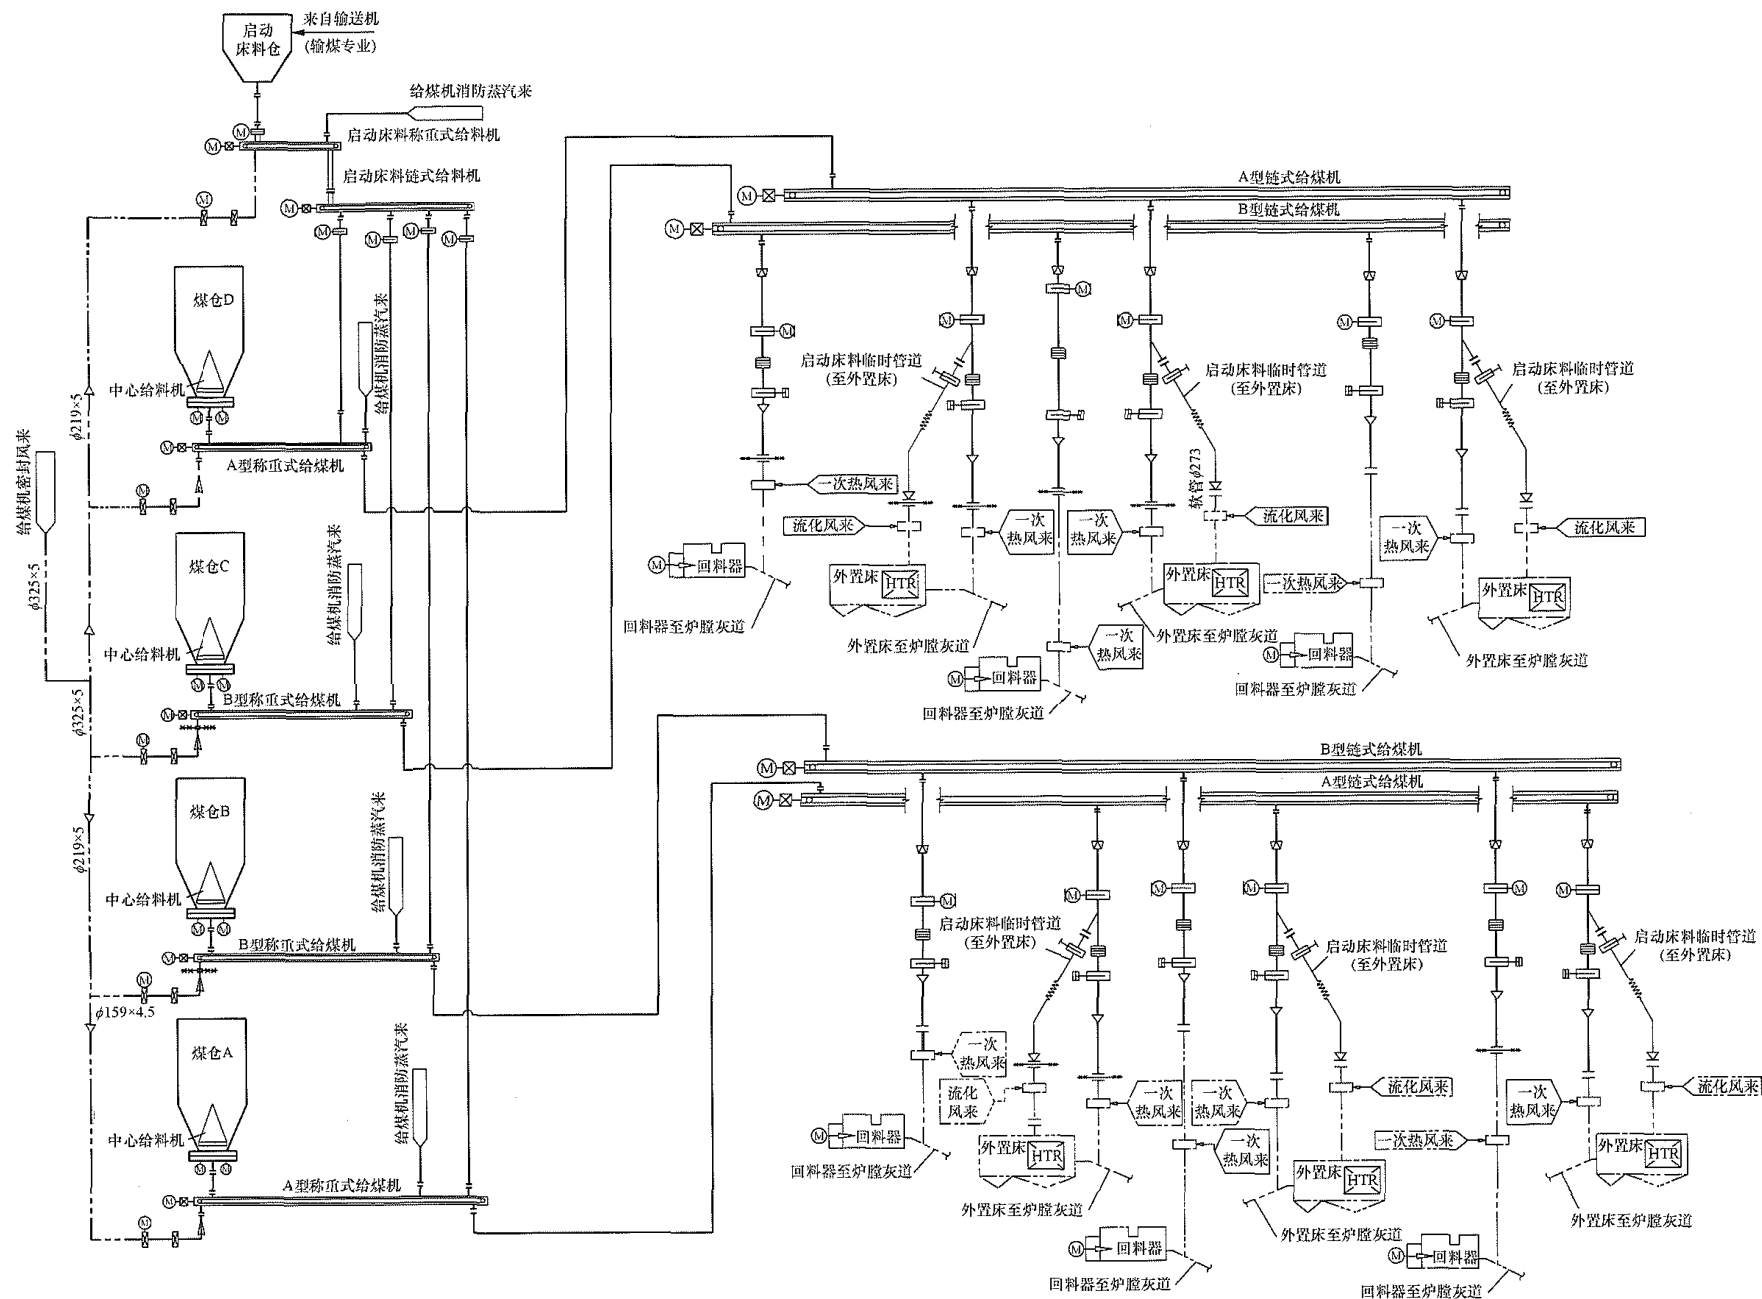 启动
床料仓
来自输送机
(输煤专业)
给煤机消防蒸汽来
M
启动床料称重式给料机
M
启动床料链式给料机
M
M
M
M
M
M
A型链式给煤机
M
B型链式给煤机
M
煤仓D
中心给料机
M
M
给煤机消防蒸汽来
M
A型称重式给煤机
M
φ219×5
给煤机密封风来
φ325×5
煤仓C
中心给料机
M
M
给煤机消防蒸汽来
B型称重式给煤机
M
M
φ325×5
煤仓B
中心给料机
M
M
给煤机消防蒸汽来
B型称重式给煤机
M
M
φ219×5
φ159×4.5
煤仓A
中心给料机
M
M
给煤机消防蒸汽来
A型称重式给煤机
M
M
M
M
M
M
M
M
启动床料临时管道
(至外置床)
启动床料临时管道
(至外置床)
启动床料临时管道
(至外置床)
软管φ273
一次热风来
流化风来
一次
热风来
一次
热风来
流化风来
一次
热风来
流化风来
M
回料器
外置床
HTR
外置床
HTR
一次热风来
外置床
HTR
回料器至炉膛灰道
外置床至炉膛灰道
一次
热风来
外置床至炉膛灰道
外置床至炉膛灰道
M
回料器
M
回料器
回料器至炉膛灰道
回料器至炉膛灰道
B型链式给煤机
M
A型链式给煤机
M
M
M
M
M
M
M
启动床料临时管道
(至外置床)
启动床料临时管道
(至外置床)
启动床料临时管道
(至外置床)
一次
热风来
流化
风来
一次
热风来
一次
热风来
流化风来
一次
热风来
流化风来
M
回料器
外置床
HTR
一次
热风来
一次热风来
外置床
HTR
外置床
HTR
回料器至炉膛灰道
外置床至炉膛灰道
外置床至炉膛灰道
外置床至炉膛灰道
M
回料器
M
回料器
回料器至炉膛灰道
回料器至炉膛灰道
给煤机消防蒸汽来